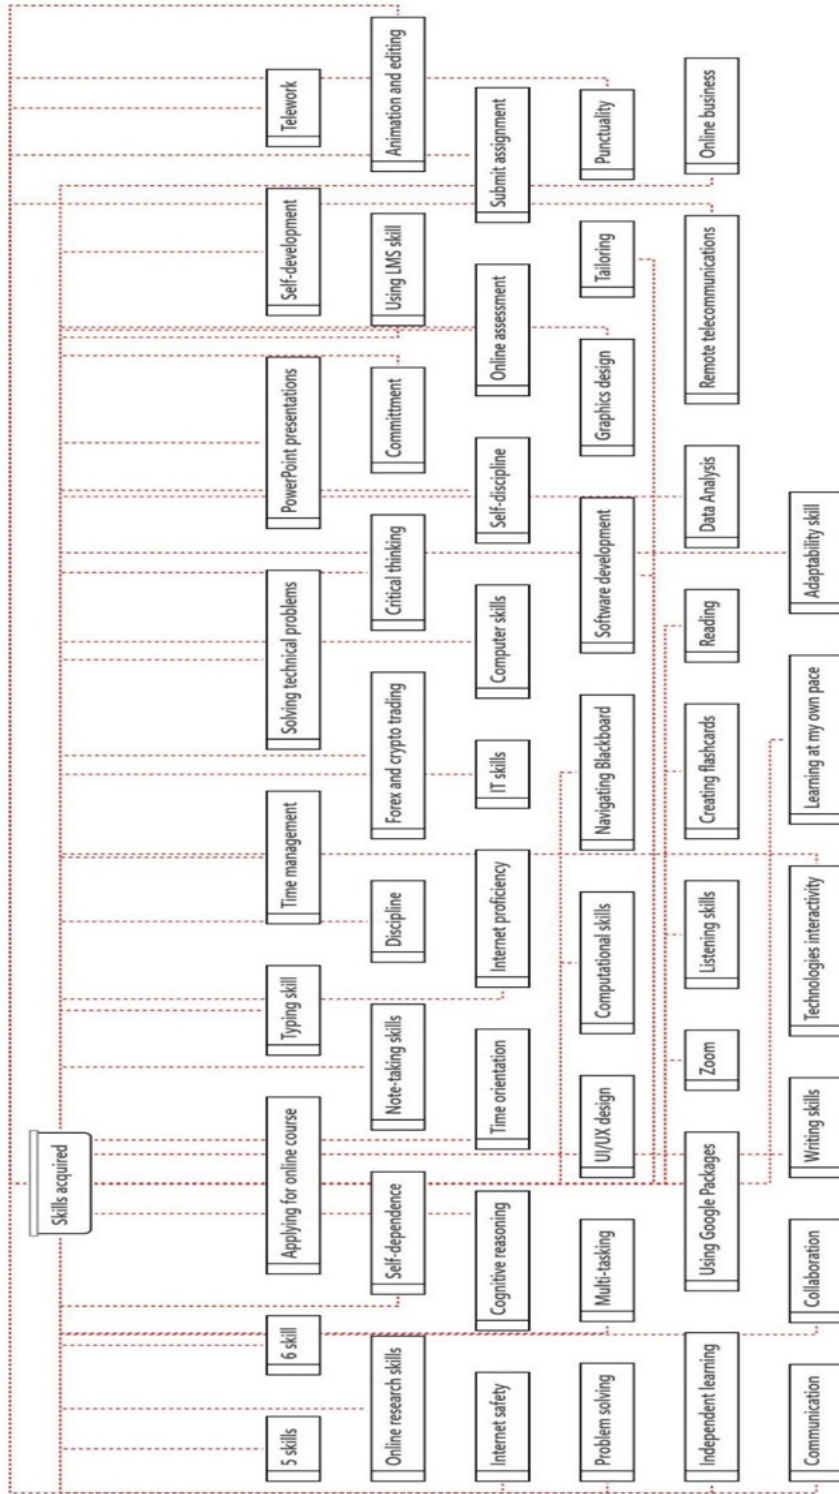 Skills acquired
5 skills
6 skill
Applying for online course
Typing skill
Time management
Solving technical problems
PowerPoint presentations
Self-development
Telework
Online research skills
Self-dependence
Note-taking skills
Discipline
Forex and crypto trading
Critical thinking
Committment
Using LMS skill
Animation and editing
Internet safety
Cognitive reasoning
Time orientation
Internet proficiency
IT skills
Computer skills
Self-discipline
Online assessment
Submit assignment
Problem solving
Multi-tasking
UI/UX design
Computational skills
Navigating Blackboard
Software development
Graphics design
Tailoring
Punctuality
Independent learning
Using Google Packages
Zoom
Listening skills
Creating flashcards
Reading
Data Analysis
Remote telecommunications
Online business
Communication
Collaboration
Writing skills
Technologies interactivity
Learning at my own pace
Adaptability skill